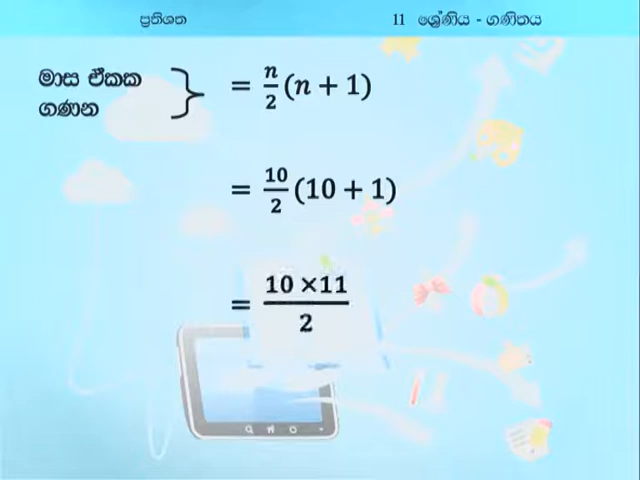 ප්‍රතිශත
11 ශ්‍රේණිය - ගණිතය
මාස ඒකක
ගණන
= n/2 (n + 1)
= 10/2 (10 + 1)
= 10 ×11 / 2